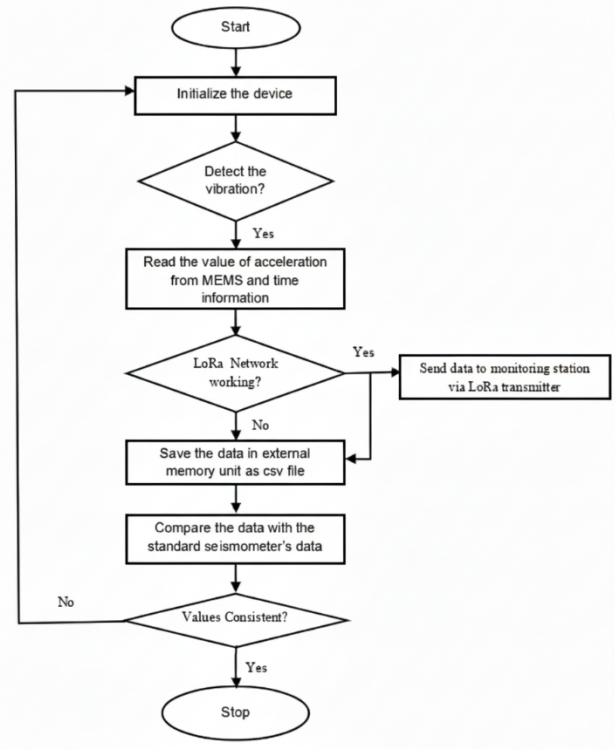 Start
Initialize the device
Detect the
vibration?
Yes
Read the value of acceleration
from MEMS and time
information
LoRa Network
working?
Yes
Send data to monitoring station
via LoRa transmitter
No
Save the data in external
memory unit as csv file
Compare the data with the
standard seismometer's data
No
Values Consistent?
Yes
Stop